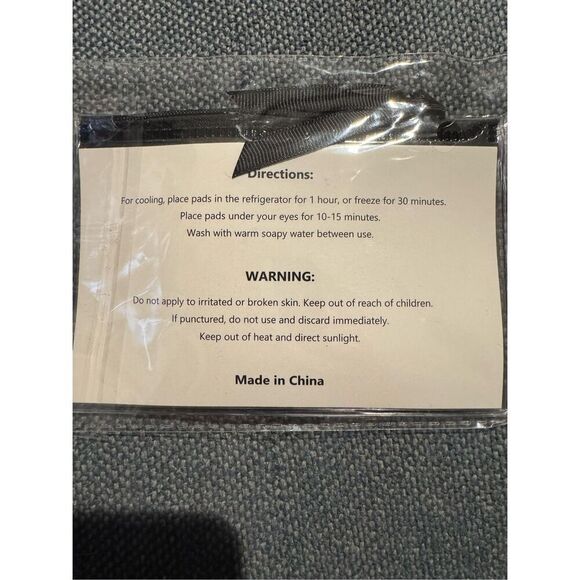 Directions:
For cooling, place pads in the refrigerator for 1 hour, or freeze for 30 minutes.
Place pads under your eyes for 10-15 minutes.
Wash with warm soapy water between use.
WARNING:
Do not apply to irritated or broken skin. Keep out of reach of children.
If punctured, do not use and discard immediately.
Keep out of heat and direct sunlight.
Made in China